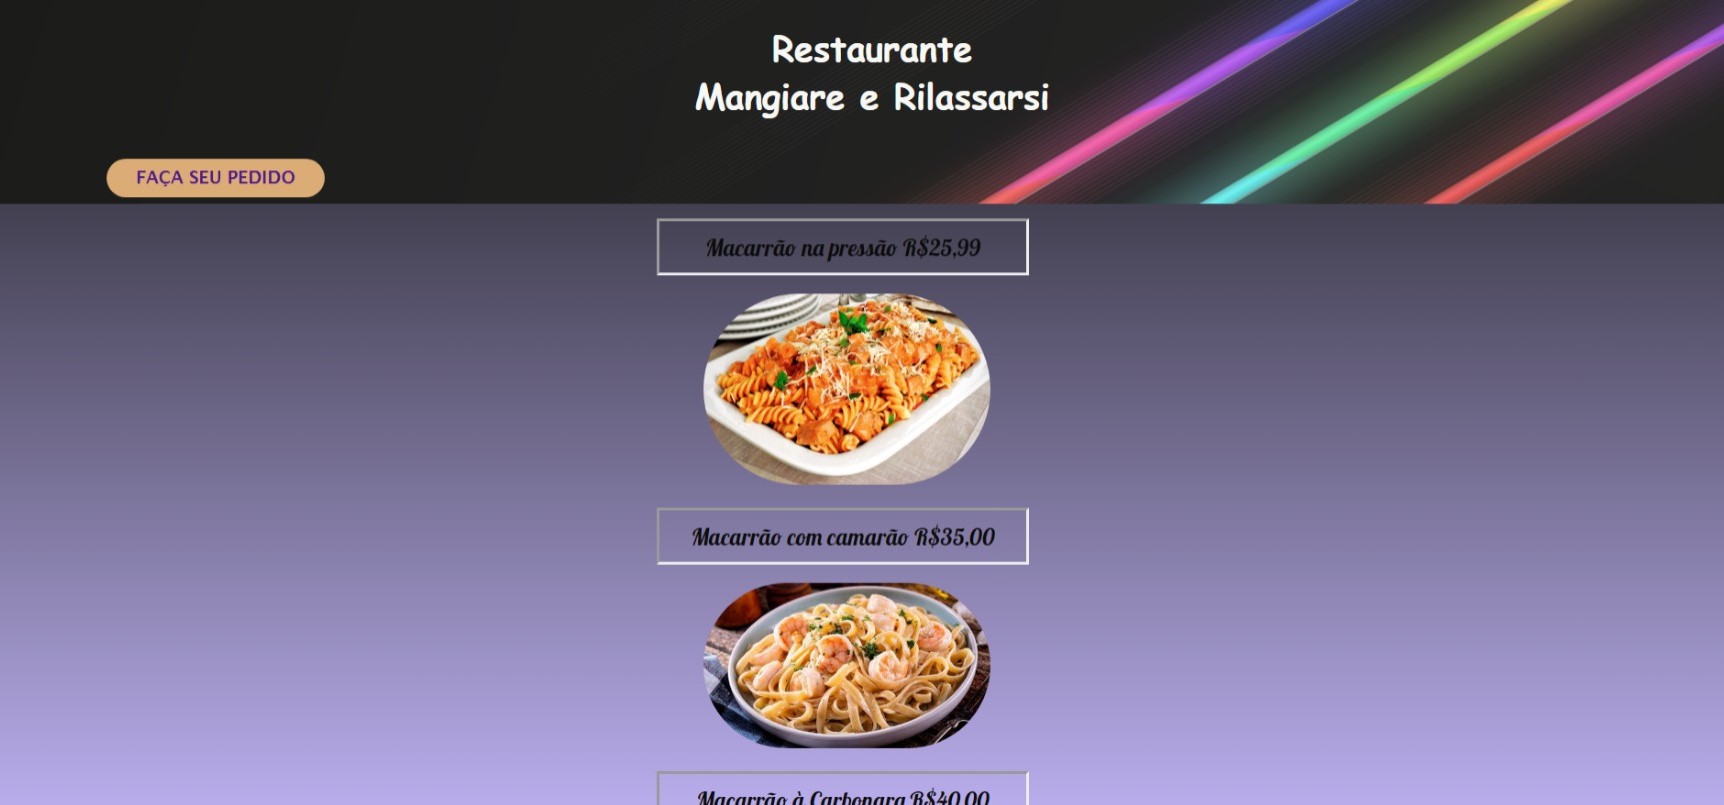 Restaurante
Mangiare e Rilassarsi
FAÇA SEU PEDIDO
Macarrão na pressão R$25,99
Macarrão com camarão R$35,00
Macarrão à Carbonara R$40,00